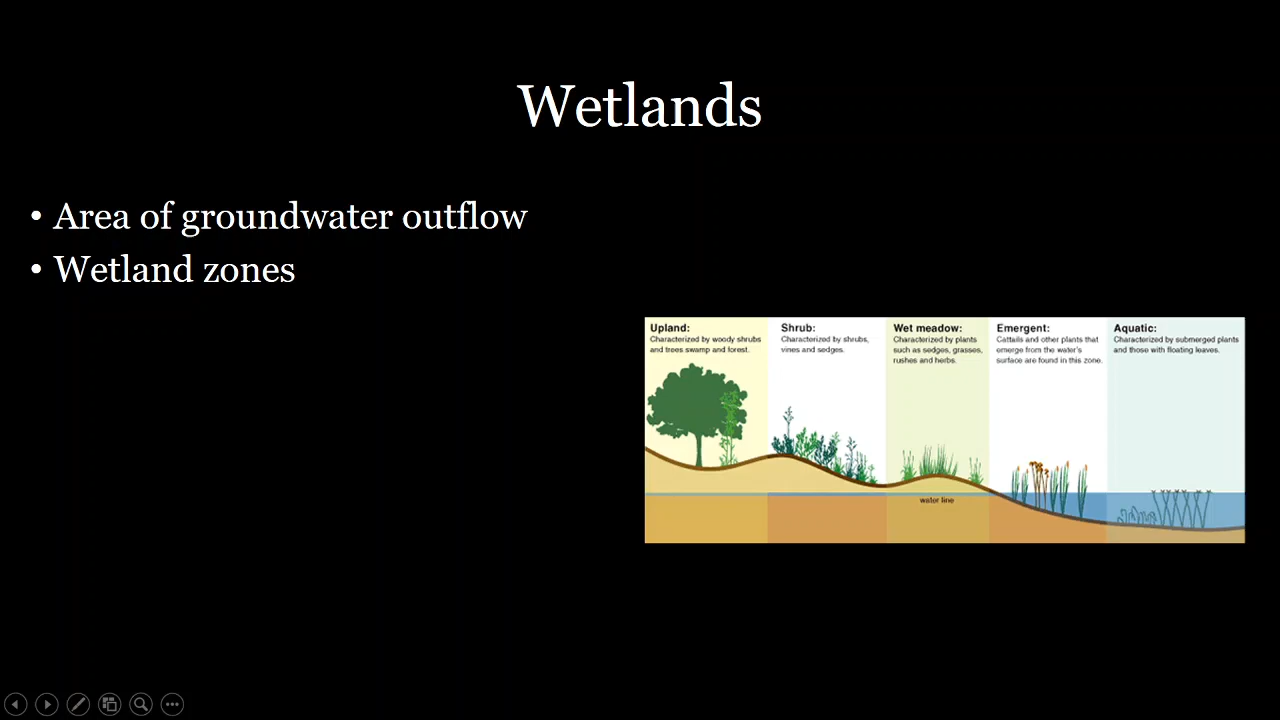 Wetlands
• Area of groundwater outflow
• Wetland zones
Upland:
Characterized by woody shrubs
and trees swamp and forest.
Shrub:
Characterized by shrubs,
vines and sedges.
Wet meadow:
Characterized by plants
such as sedges, grasses,
rushes and herbs.
Emergent:
Cattails and other plants that
emerge from the water's
surface are found in this zone.
Aquatic:
Characterized by submerged plants
and those with floating leaves.
water line